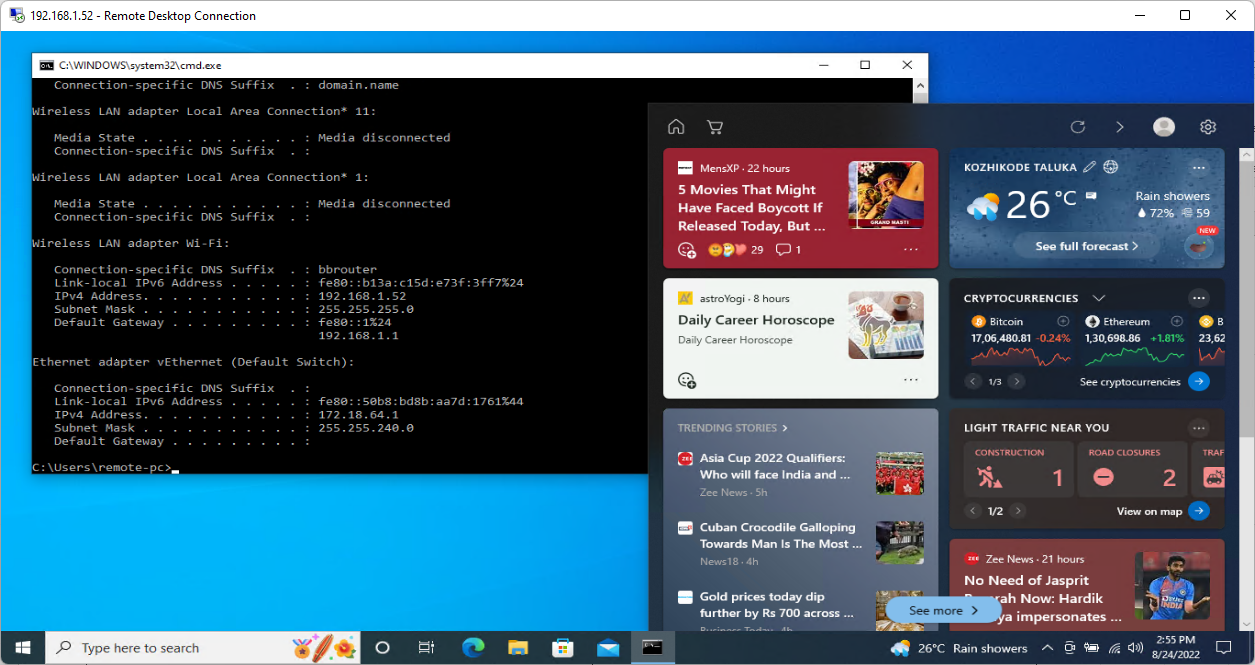 192.168.1.52 - Remote Desktop Connection
C:\WINDOWS\system32\cmd.exe
Connection-specific DNS Suffix  . : domain.name
Wireless LAN adapter Local Area Connection* 11:
Media State . . . . . . . . . . . : Media disconnected
Connection-specific DNS Suffix  . :
Wireless LAN adapter Local Area Connection* 1:
Media State . . . . . . . . . . . : Media disconnected
Connection-specific DNS Suffix  . :
Wireless LAN adapter Wi-Fi:
Connection-specific DNS Suffix  . : bbrouter
Link-local IPv6 Address . . . . . : fe80::b13a:c15d:e73f:3ff7%24
IPv4 Address. . . . . . . . . . . : 192.168.1.52
Subnet Mask . . . . . . . . . . . : 255.255.255.0
Default Gateway . . . . . . . . . : fe80::1%24
192.168.1.1
Ethernet adapter vEthernet (Default Switch):
Connection-specific DNS Suffix  . :
Link-local IPv6 Address . . . . . : fe80::50b8:bd8b:aa7d:1761%44
IPv4 Address. . . . . . . . . . . : 172.18.64.1
Subnet Mask . . . . . . . . . . . : 255.255.240.0
Default Gateway . . . . . . . . . :
C:\Users\remote-pc>
MensXP · 22 hours
5 Movies That Might
Have Faced Boycott If
Released Today, But ...
GRAND MASTI
29
1
astroYogi · 8 hours
Daily Career Horoscope
Daily Career Horoscope
TRENDING STORIES
Asia Cup 2022 Qualifiers:
Who will face India and ...
Zee News · 5h
Cuban Crocodile Galloping
Towards Man Is The Most ...
News18 · 4h
Gold prices today dip
further by Rs 700 across ...
Business Today · 4h
KOZHIKODE TALUKA
26 °C
Rain showers
72% 59
NEW
See full forecast
CRYPTOCURRENCIES
Bitcoin Ethereum B
17,06,480.81 -0.24% 1,30,698.86 +1.81% 23,62
1/3
See cryptocurrencies
LIGHT TRAFFIC NEAR YOU
CONSTRUCTION ROAD CLOSURES TRAF
1 2
1/2
View on map
ZEE Zee News · 21 hours
No Need of Jasprit
Now: Hardik
impersonates ...
INDIA
See more
Type here to search
26°C Rain showers
2:55 PM
8/24/2022